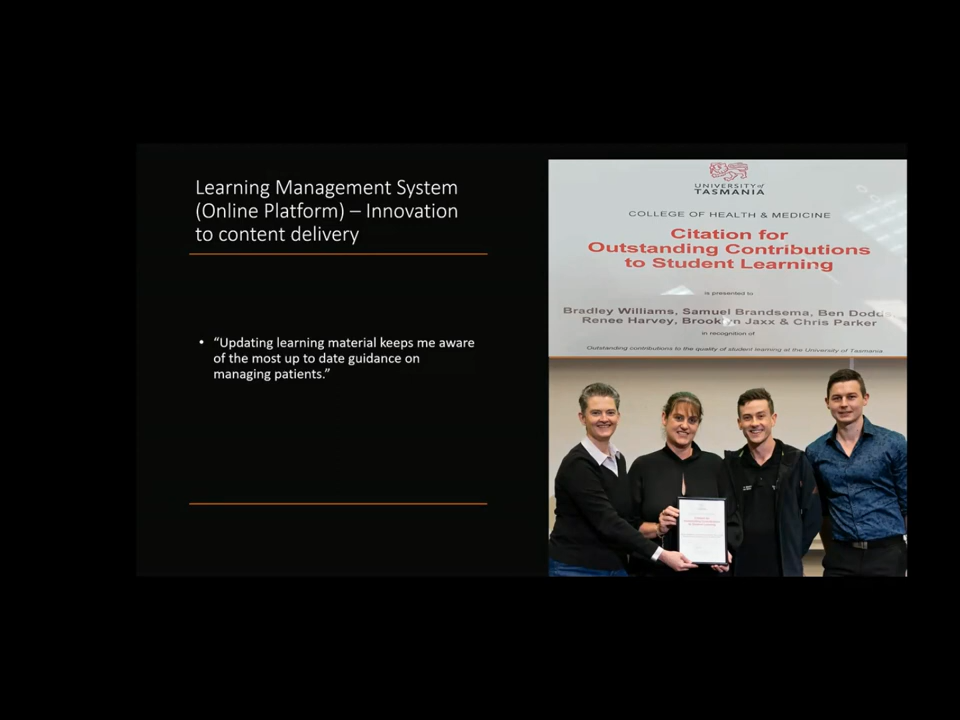 Learning Management System
(Online Platform) – Innovation
to content delivery
• “Updating learning material keeps me aware
of the most up to date guidance on
managing patients.”
UNIVERSITY of
TASMANIA
COLLEGE OF HEALTH & MEDICINE
Citation for
Outstanding Contributions
to Student Learning
is presented to
Bradley Williams, Samuel Brandsema, Ben Dodds,
Renee Harvey, Brooklyn Jaxx & Chris Parker
in recognition of
Outstanding contributions to the quality of student learning at the University of Tasmania